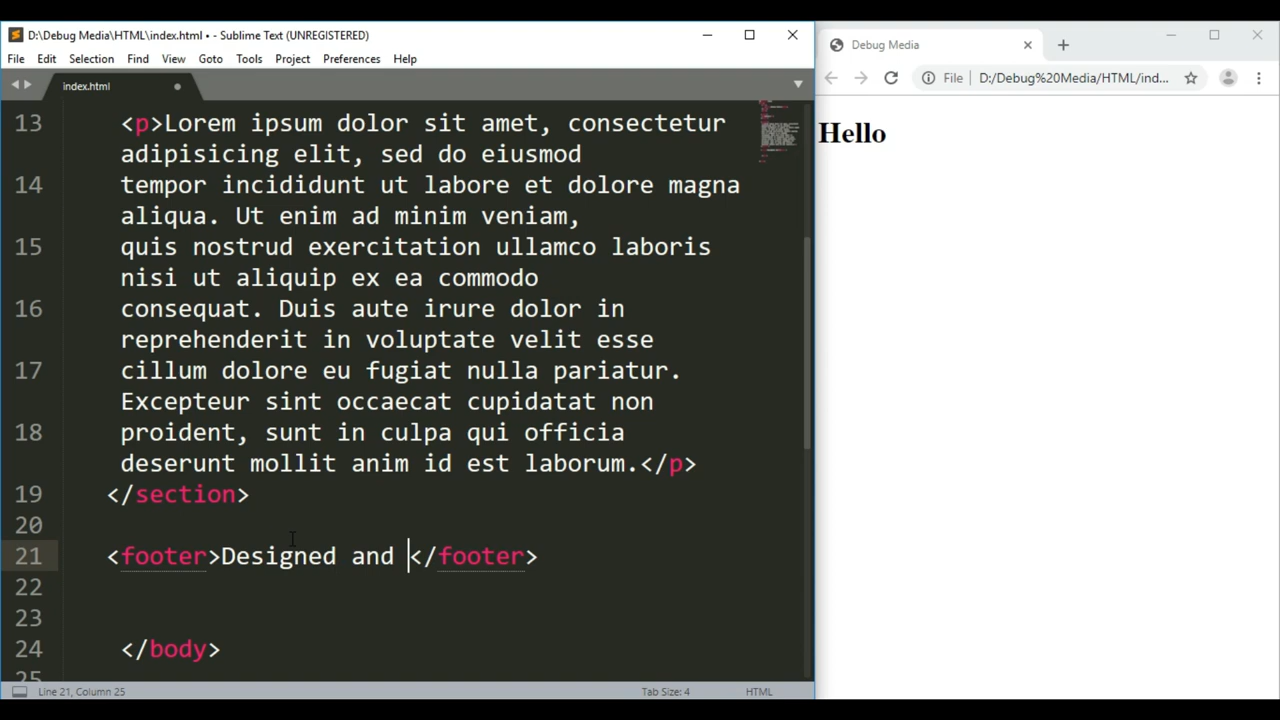 D:\Debug Media\HTML\index.html • - Sublime Text (UNREGISTERED)
File Edit Selection Find View Goto Tools Project Preferences Help
index.html
13 <p>Lorem ipsum dolor sit amet, consectetur
adipisicing elit, sed do eiusmod
14 tempor incididunt ut labore et dolore magna
aliqua. Ut enim ad minim veniam,
15 quis nostrud exercitation ullamco laboris
nisi ut aliquip ex ea commodo
16 consequat. Duis aute irure dolor in
reprehenderit in voluptate velit esse
17 cillum dolore eu fugiat nulla pariatur.
Excepteur sint occaecat cupidatat non
18 proident, sunt in culpa qui officia
deserunt mollit anim id est laborum.</p>
19 </section>
20
21 <footer>Designed and </footer>
22
23
24 </body>
25
Line 21, Column 25 Tab Size: 4 HTML
Debug Media
File D:/Debug%20Media/HTML/ind...
Hello